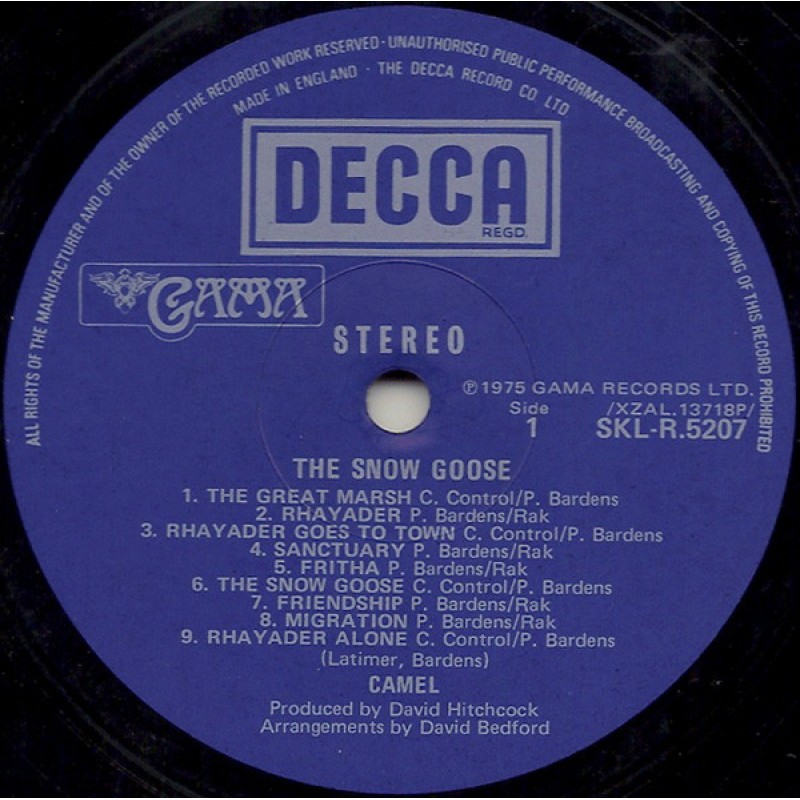 ALL RIGHTS OF THE MANUFACTURER AND OF THE OWNER OF THE RECORDED WORK RESERVED · UNAUTHORISED PUBLIC PERFORMANCE BROADCASTING AND COPYING OF THIS RECORD PROHIBITED
MADE IN ENGLAND · THE DECCA RECORD CO. LTD
DECCA
REGD.
GAMA
STEREO
℗1975 GAMA RECORDS LTD.
Side /XZAL.13718P/
1 SKL-R.5207
THE SNOW GOOSE
1. THE GREAT MARSH C. Control/P. Bardens
2. RHAYADER P. Bardens/Rak
3. RHAYADER GOES TO TOWN C. Control/P. Bardens
4. SANCTUARY P. Bardens/Rak
5. FRITHA P. Bardens/Rak
6. THE SNOW GOOSE C. Control/P. Bardens
7. FRIENDSHIP P. Bardens/Rak
8. MIGRATION P. Bardens/Rak
9. RHAYADER ALONE C. Control/P. Bardens
(Latimer, Bardens)
CAMEL
Produced by David Hitchcock
Arrangements by David Bedford